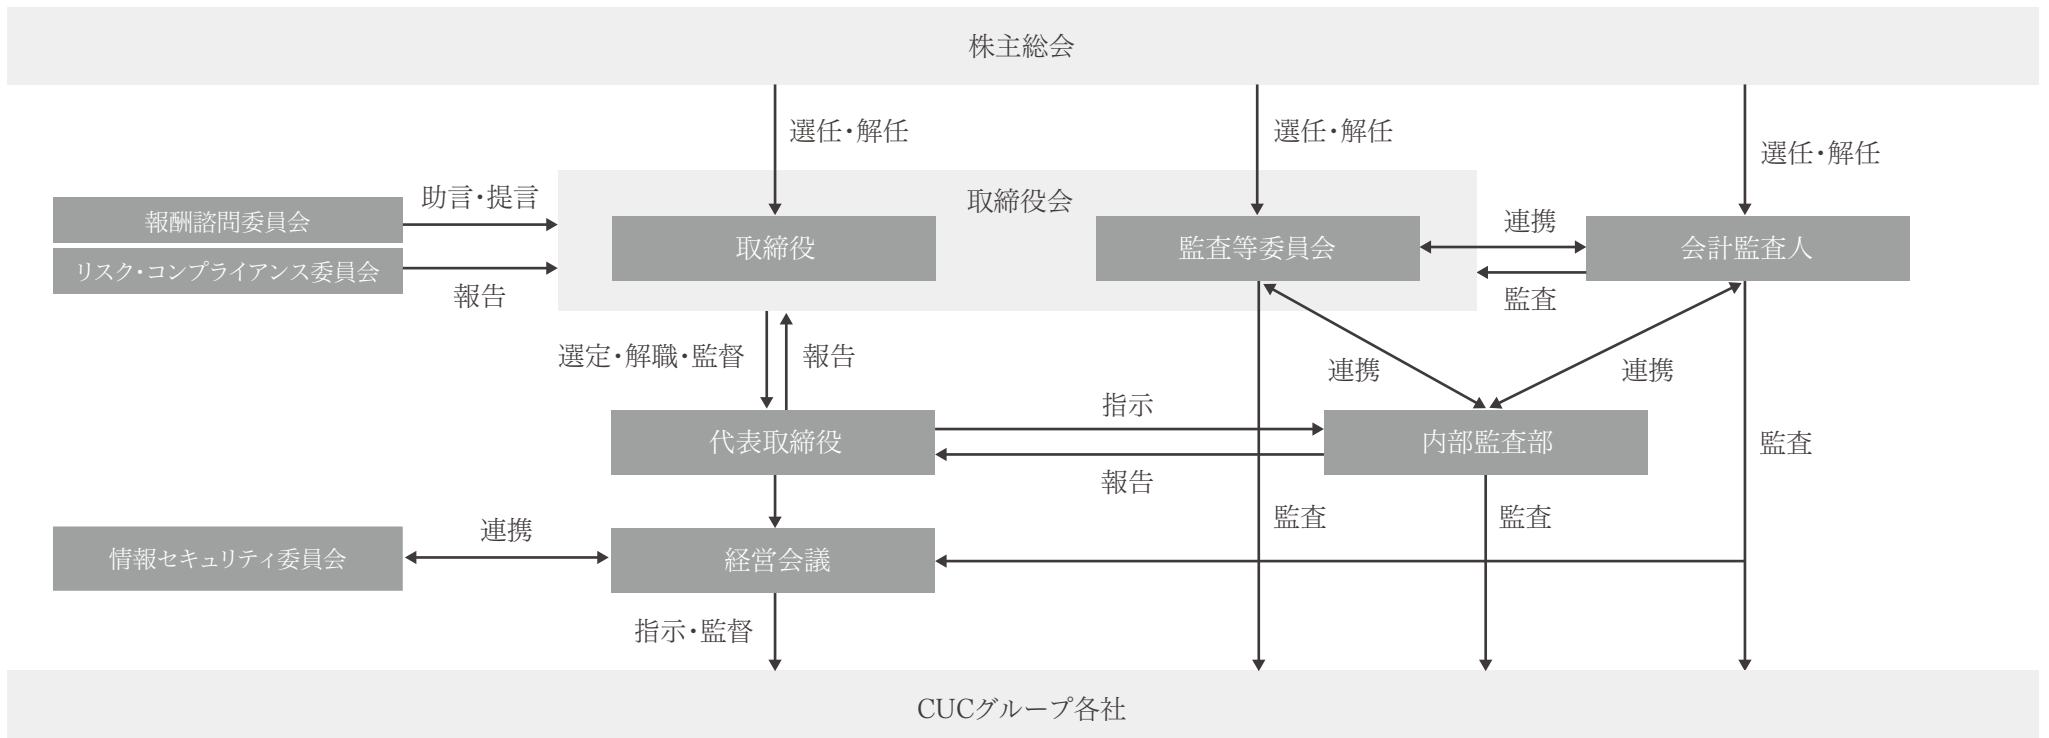 株主総会
選任・解任
選任・解任
選任・解任
助言・提言
報酬諮問委員会
リスク・コンプライアンス委員会
報告
取締役会
取締役
監査等委員会
連携
監査
会計監査人
選定・解職・監督
報告
連携
連携
代表取締役
指示
報告
内部監査部
監査
情報セキュリティ委員会
連携
経営会議
監査
監査
指示・監督
CUCグループ各社